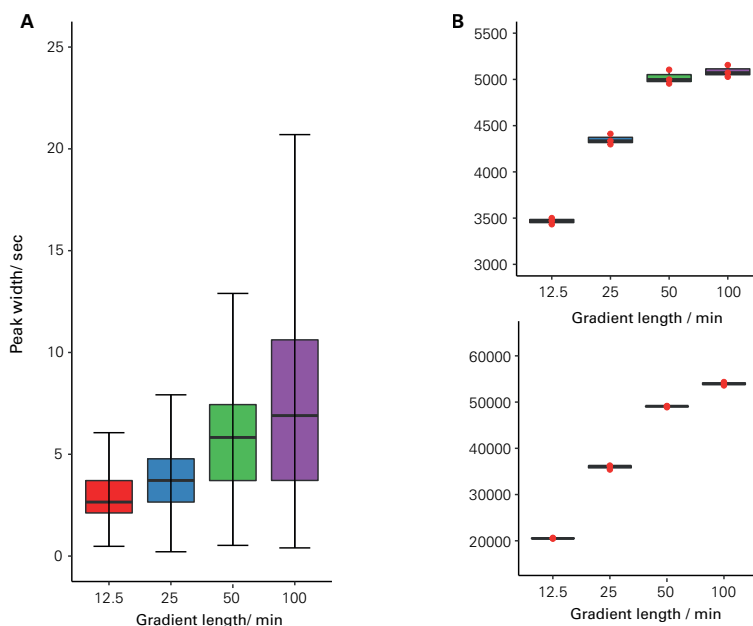 A
25
20
15
10
5
0
Peak width/ sec
12.5 25 50 100
Gradient length/ min
B
5500
5000
4500
4000
3500
3000
12.5 25 50 100
Gradient length / min
60000
50000
40000
30000
20000
12.5 25 50 100
Gradient length / min